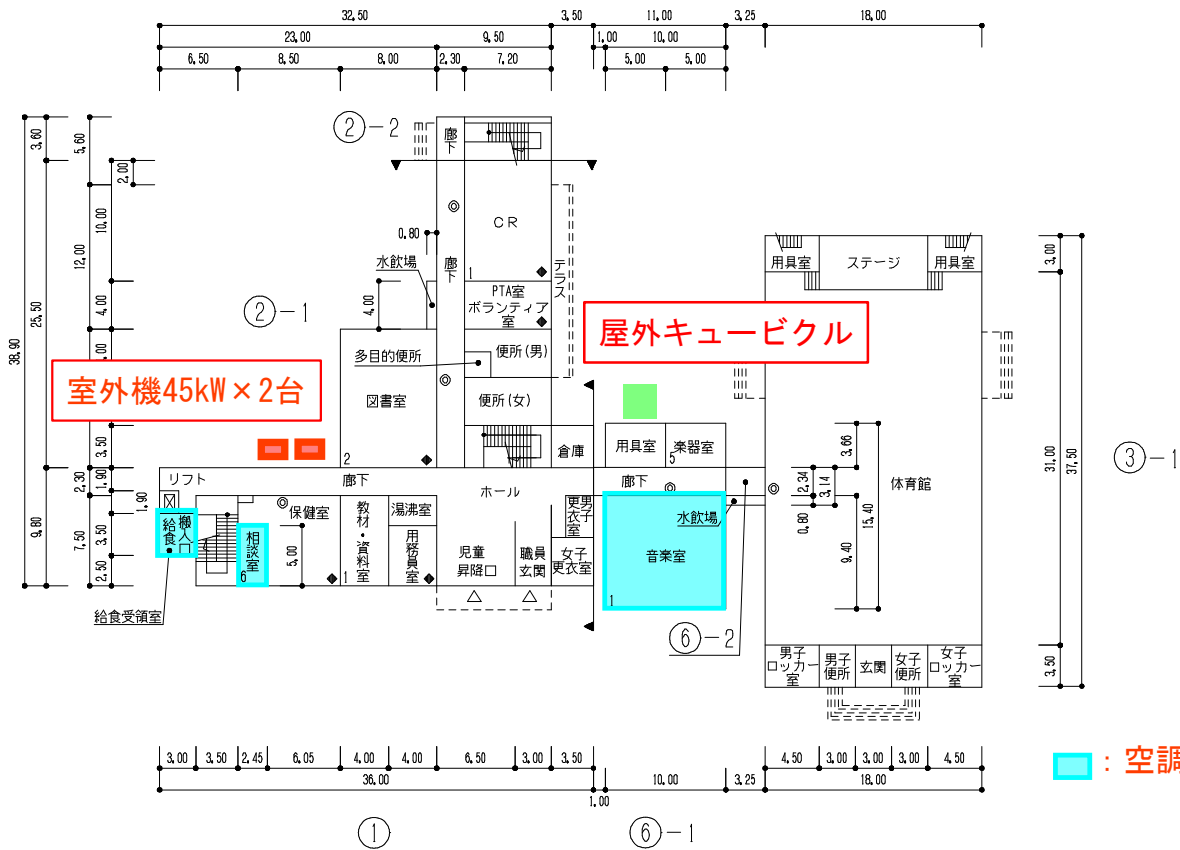 32.50
3.50
11.00
3.25
18.00
23.00
9.50
1.00
10.00
6.50
8.50
8.00
2.30
7.20
5.00
5.00
②-2
廊下
3.60
5.60
2.00
38.90
25.50
12.00
10.00
4.00
CR
0.80
水飲場
廊下
1
テラス
4.00
PTA室
ボランティア
室
②-1
用具室
ステージ
用具室
3.00
屋外キュービクル
多目的便所
便所(男)
室外機45kW×2台
図書室
便所(女)
3.50
2
倉庫
用具室
楽器室
5
3.66
31.00
37.50
③-1
リフト
廊下
ホール
廊下
2.30
1.90
1.90
2.34
3.14
体育館
9.80
7.50
3.50
2.50
給食
搬入口
相談室
6
保健室
5.00
教材・資料室
1
湯沸室
用務員室
児童
昇降口
職員
玄関
男子
更衣室
女子
更衣室
水飲場
音楽室
1
0.80
15.40
9.40
給食受領室
⑥-2
男子
ロッカー
室
男子
便所
玄関
女子
便所
女子
ロッカー
室
3.50
3.00
3.50
2.45
6.05
4.00
4.00
6.50
3.00
3.50
4.50
3.00
3.00
3.00
4.50
36.00
1.00
10.00
3.25
18.00
：空調
①
⑥-1